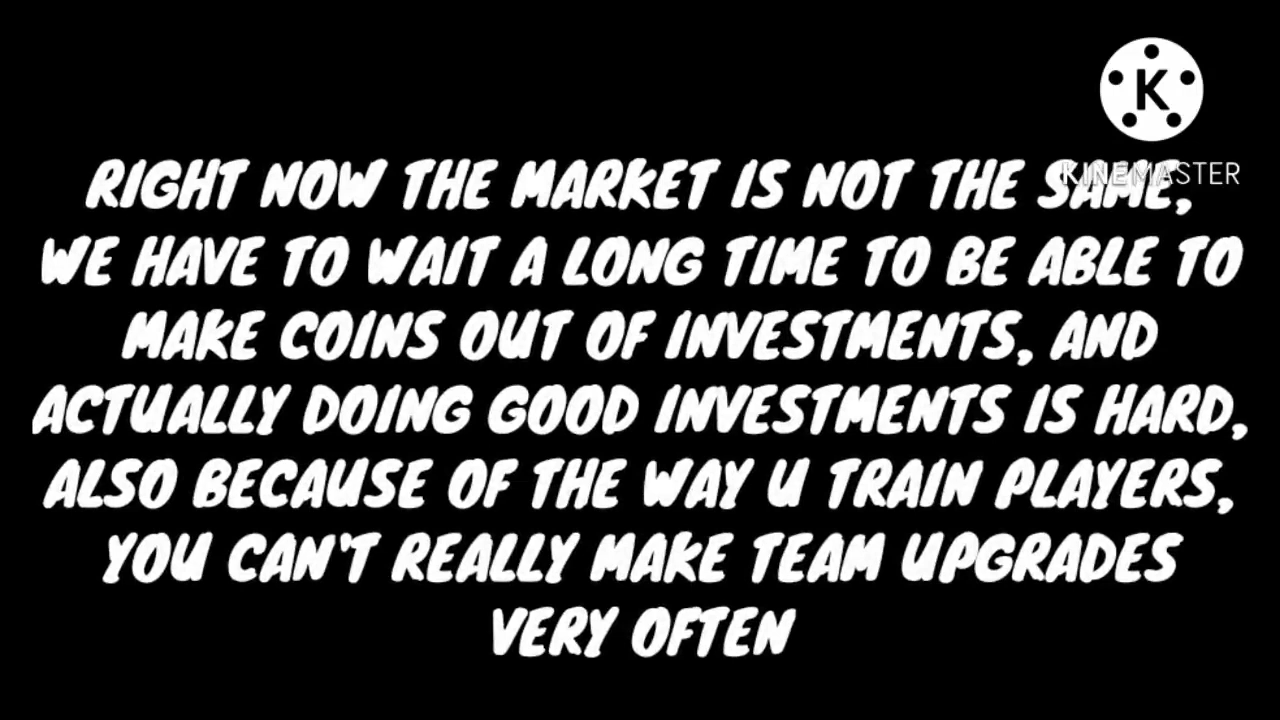 K
KINEMASTER
RIGHT NOW THE MARKET IS NOT THE SAME,
WE HAVE TO WAIT A LONG TIME TO BE ABLE TO
MAKE COINS OUT OF INVESTMENTS, AND
ACTUALLY DOING GOOD INVESTMENTS IS HARD,
ALSO BECAUSE OF THE WAY U TRAIN PLAYERS,
YOU CAN'T REALLY MAKE TEAM UPGRADES
VERY OFTEN